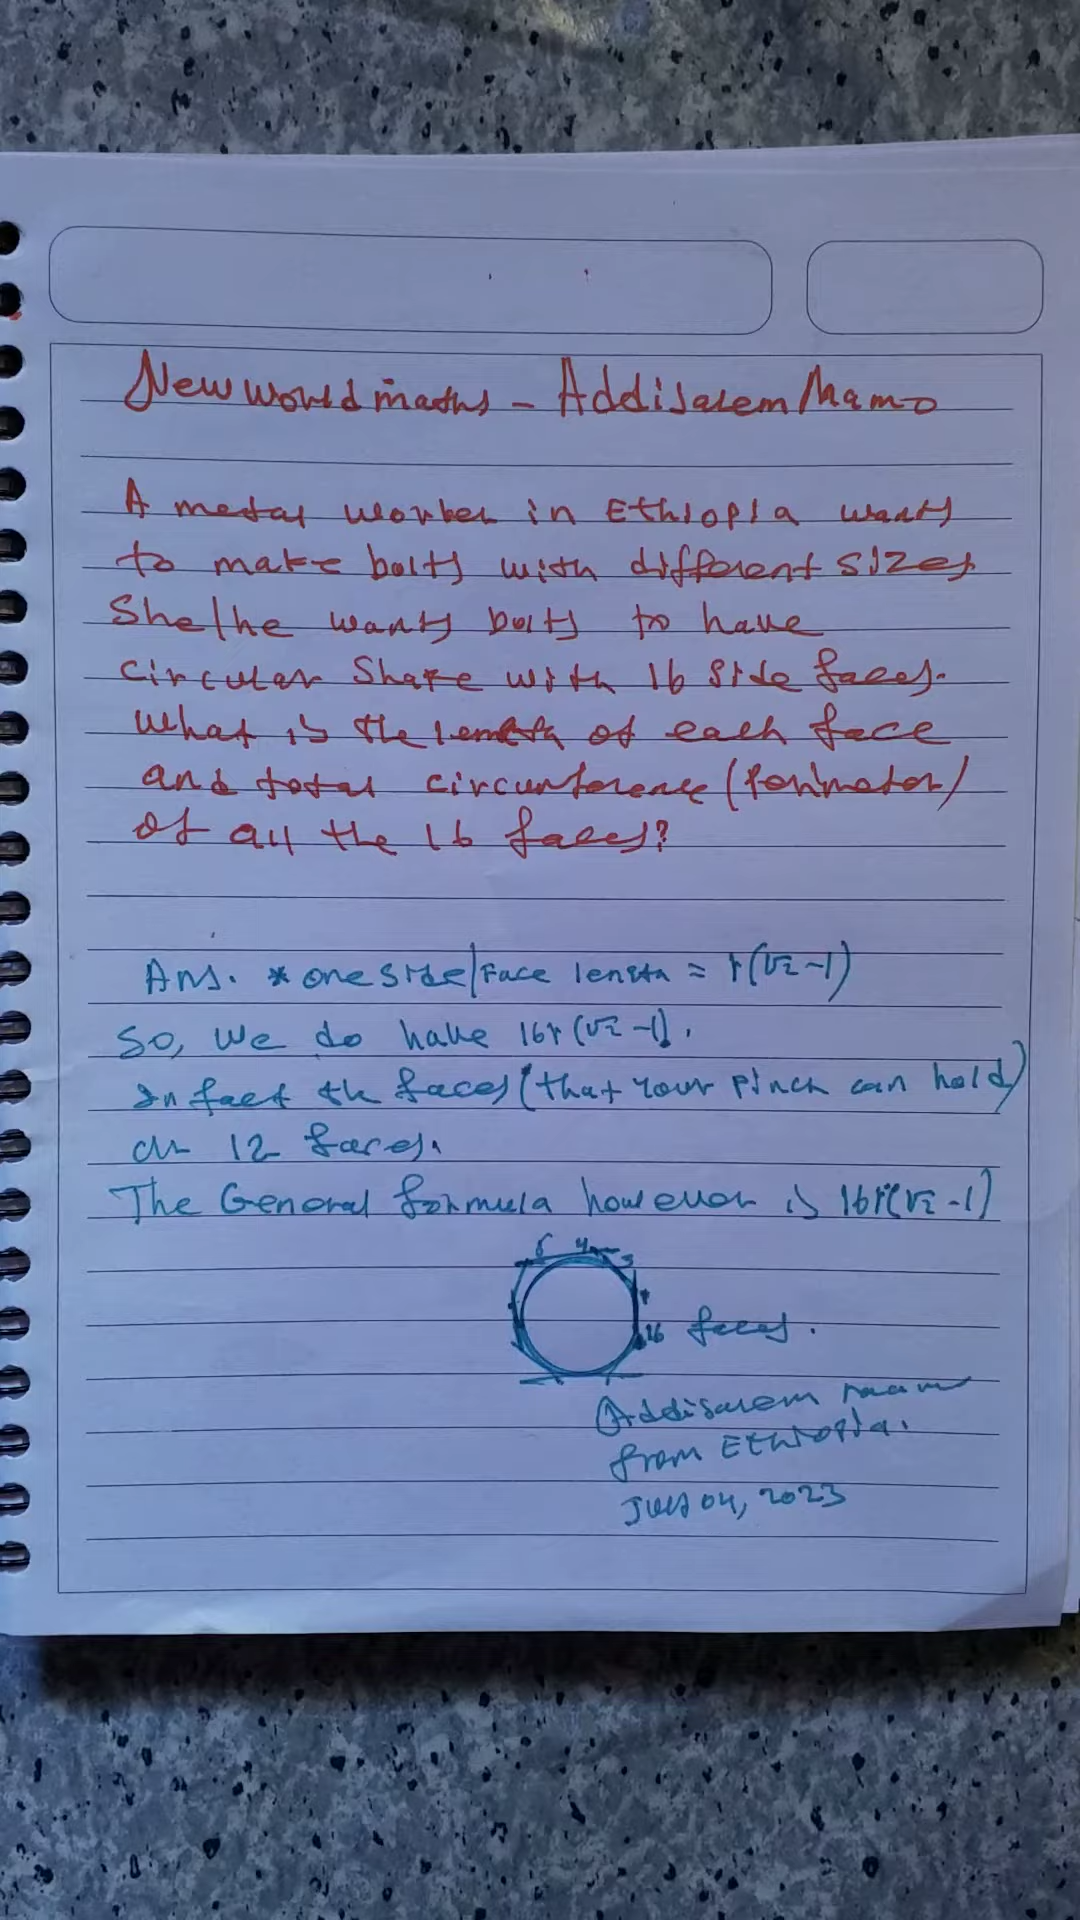 New world maths - Addisalem Mamo
A metal worker in Ethiopia wants
to make bolts with different sizes
She/he wants bolts to have
circular shape with 16 side faces.
what is the length of each face
and total circumference (perimeter)
of all the 16 faces?
Ans. * one side/Face length = r(√2 -1)
So, we do have 16r(√2 -1).
In fact the faces (that your pinch can hold)
are 12 faces.
The General formula however is 16r(√2 -1)
16 faces.
Addisalem
from Ethiopia.
July 04, 2023